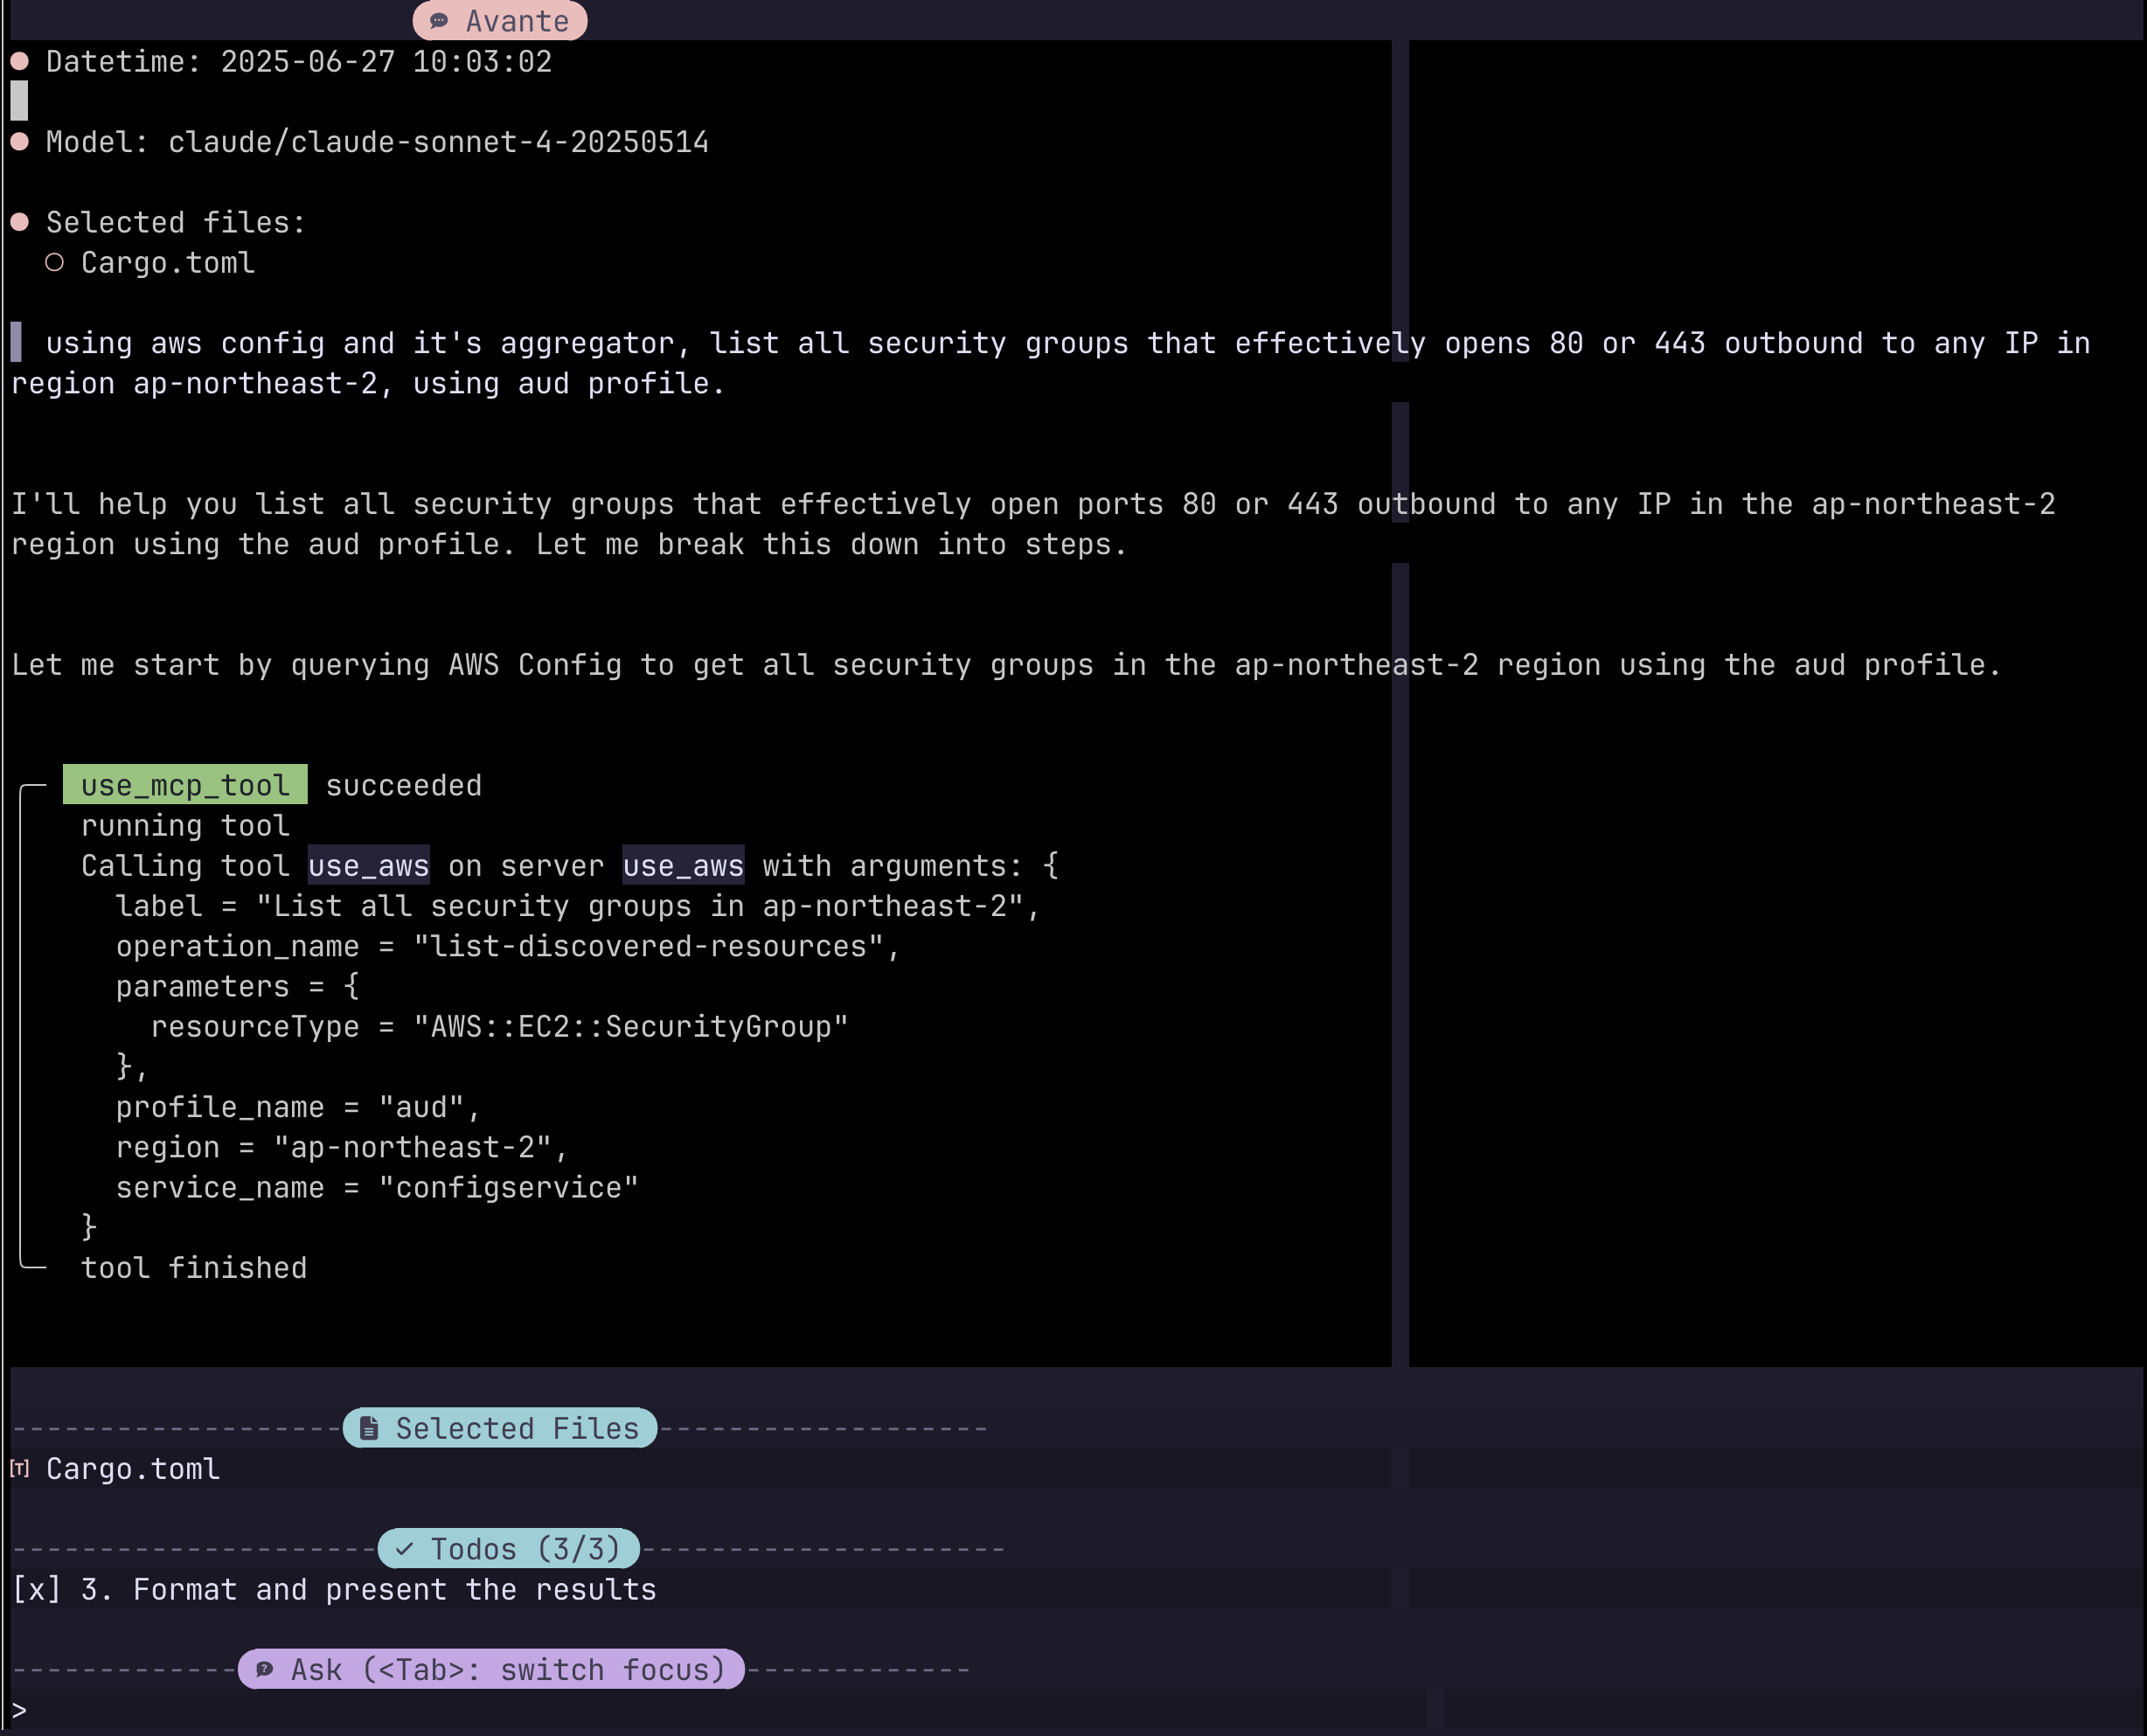 Avante
Datetime: 2025-06-27 10:03:02
Model: claude/claude-sonnet-4-20250514
Selected files:
Cargo.toml
using aws config and it's aggregator, list all security groups that effectively opens 80 or 443 outbound to any IP in
region ap-northeast-2, using aud profile.
I'll help you list all security groups that effectively open ports 80 or 443 outbound to any IP in the ap-northeast-2
region using the aud profile. Let me break this down into steps.
Let me start by querying AWS Config to get all security groups in the ap-northeast-2 region using the aud profile.
use_mcp_tool succeeded
running tool
Calling tool use_aws on server use_aws with arguments: {
label = "List all security groups in ap-northeast-2",
operation_name = "list-discovered-resources",
parameters = {
resourceType = "AWS::EC2::SecurityGroup"
},
profile_name = "aud",
region = "ap-northeast-2",
service_name = "configservice"
}
tool finished
Selected Files
[T] Cargo.toml
Todos (3/3)
[x] 3. Format and present the results
Ask (<Tab>: switch focus)
>